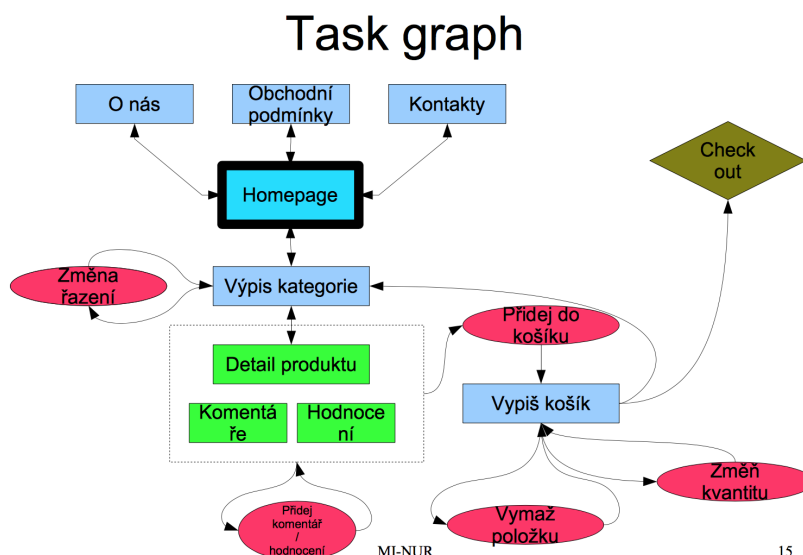 Task graph
O nás
Obchodní
podmínky
Kontakty
Check
out
Homepage
Změna
řazení
Výpis kategorie
Přidej do
košíku
Detail produktu
Komentá
ře
Hodnoce
ní
Vypiš košík
Změň
kvantitu
Přidej
komentář
/
hodnocení
Vymaž
položku
MI-NUR
15